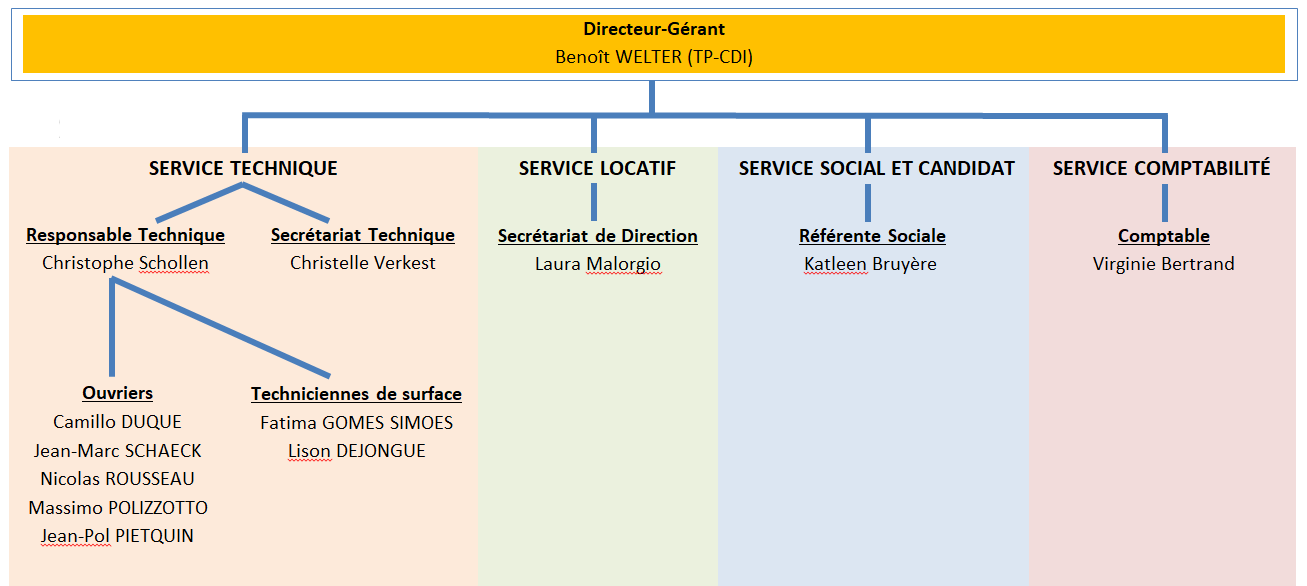 Directeur-Gérant
Benoît WELTER (TP-CDI)
SERVICE TECHNIQUE
Responsable Technique
Christophe Schollen
Secrétariat Technique
Christelle Verkest
Ouvriers
Camillo DUQUE
Jean-Marc SCHAECK
Nicolas ROUSSEAU
Massimo POLIZZOTTO
Jean-Pol PIETQUIN
Techniciennes de surface
Fatima GOMES SIMOES
Lison DEJONGUE
SERVICE LOCATIF
Secrétariat de Direction
Laura Malorgio
SERVICE SOCIAL ET CANDIDAT
Référente Sociale
Katleen Bruyère
SERVICE COMPTABILITÉ
Comptable
Virginie Bertrand